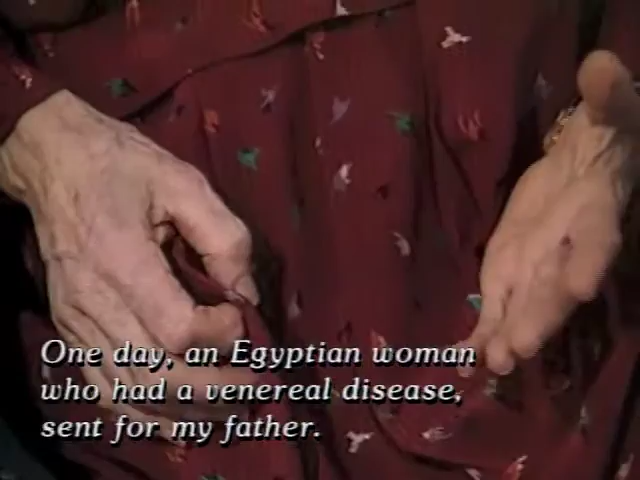 One day, an Egyptian woman
who had a venereal disease,
sent for my father.